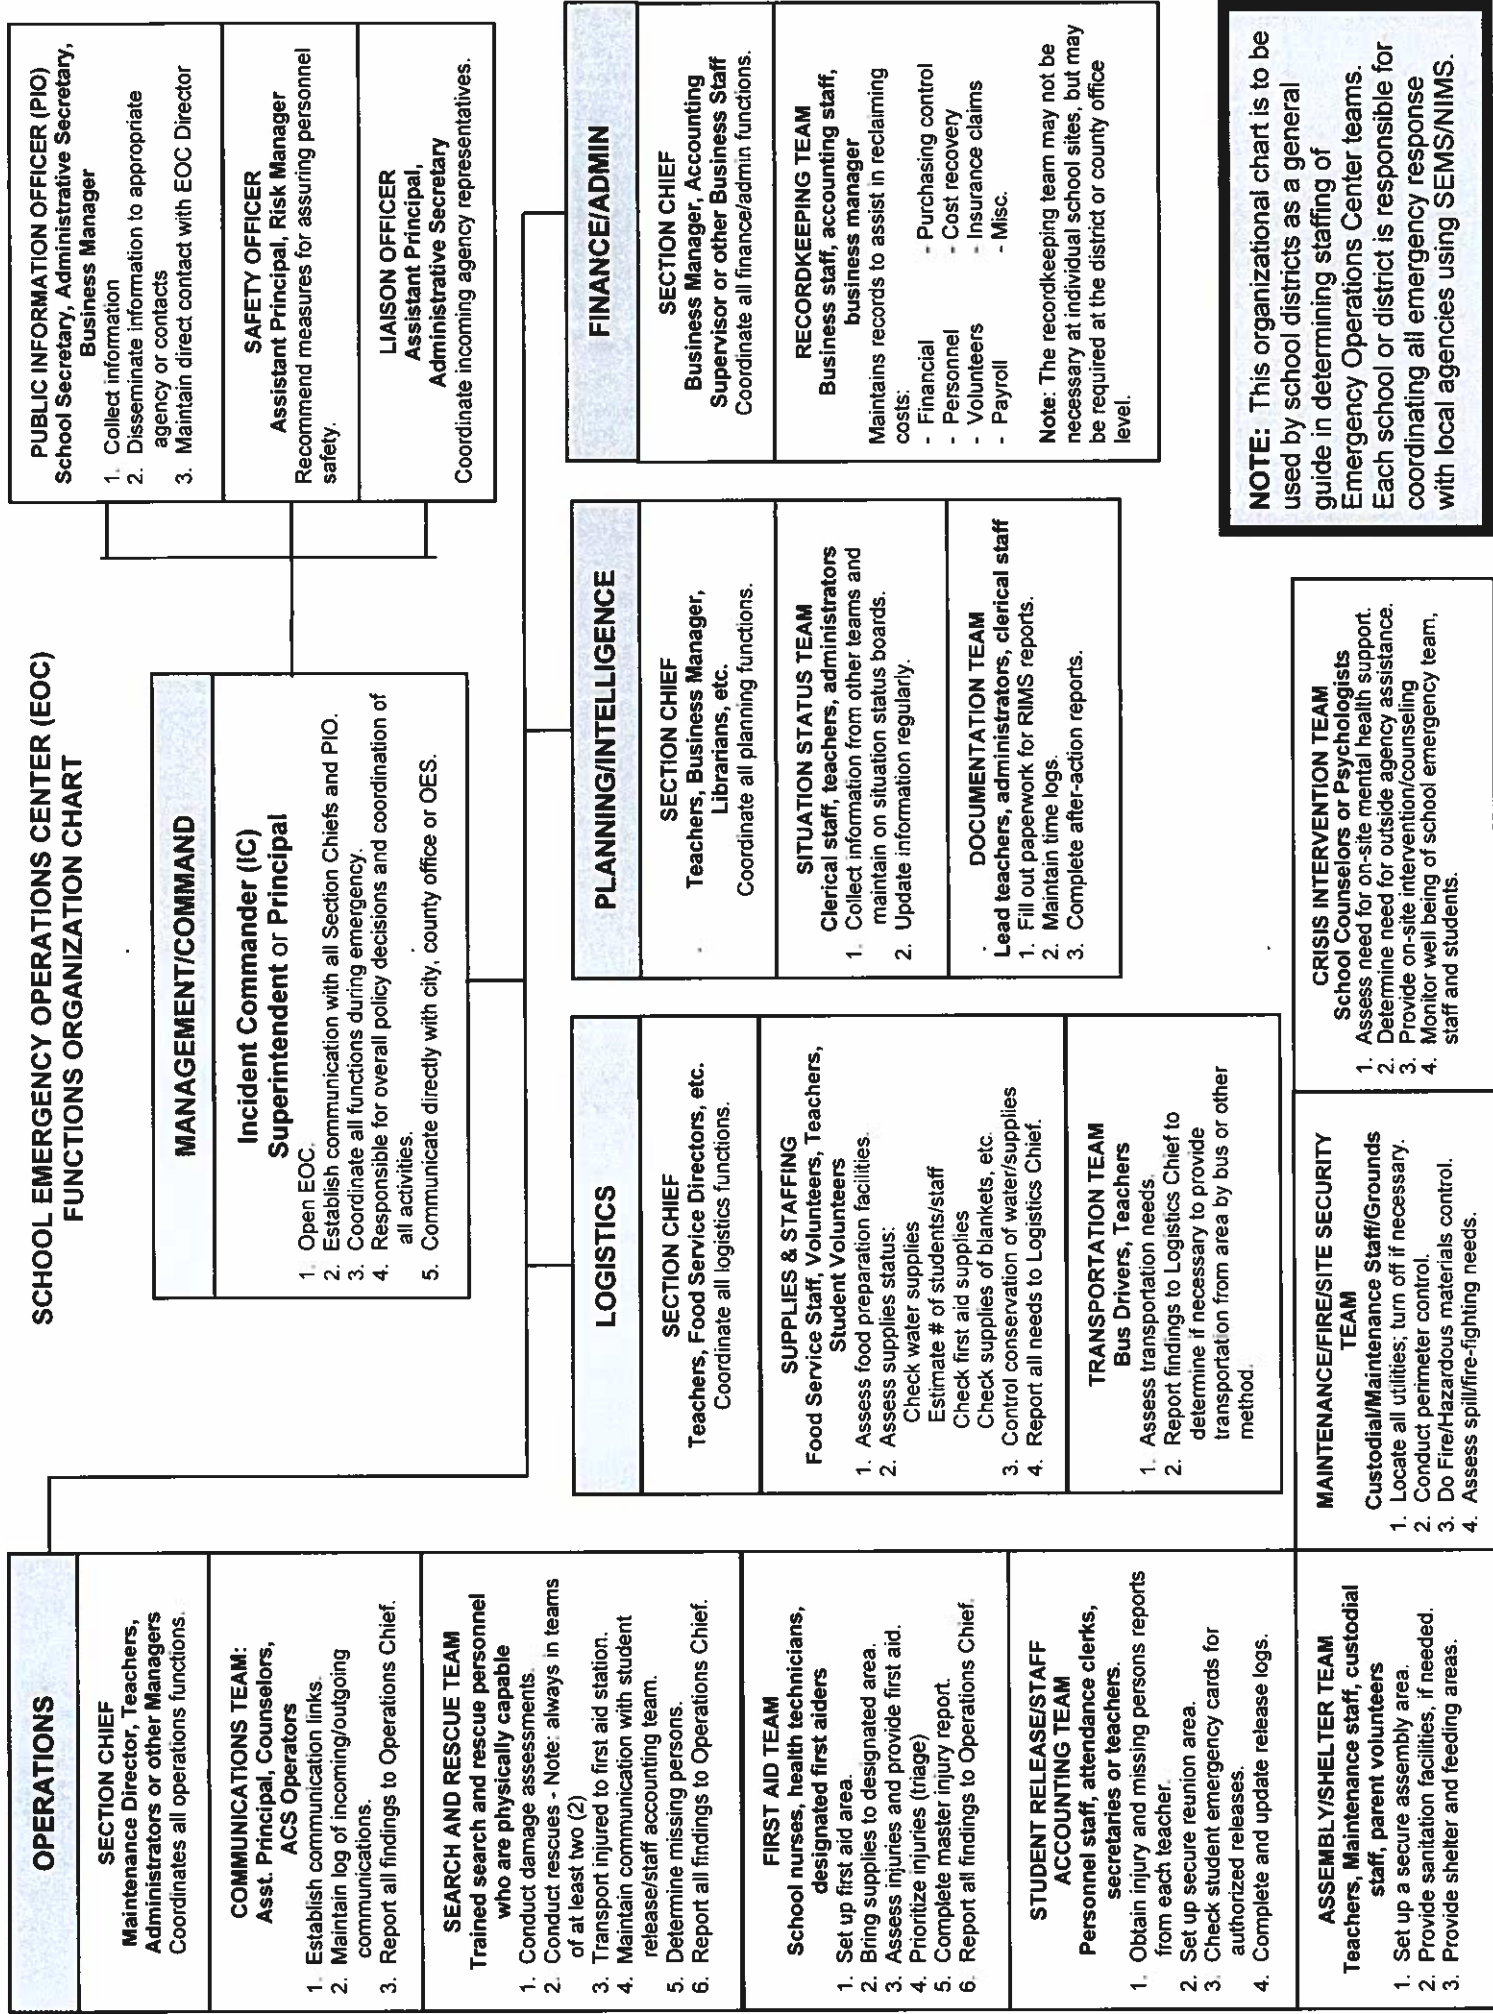 SCHOOL EMERGENCY OPERATIONS CENTER (EOC)
FUNCTIONS ORGANIZATION CHART
MANAGEMENT/COMMAND
Incident Commander (IC)
Superintendent or Principal
1. Open EOC.
2. Establish communication with all Section Chiefs and PIO.
3. Coordinate all functions during emergency.
4. Responsible for overall policy decisions and coordination of
all activities.
5. Communicate directly with city, county office or OES.
PUBLIC INFORMATION OFFICER (PIO)
School Secretary, Administrative Secretary,
Business Manager
1. Collect information
2. Disseminate information to appropriate
agency or contacts
3. Maintain direct contact with EOC Director
SAFETY OFFICER
Assistant Principal, Risk Manager
Recommend measures for assuring personnel
safety.
LIAISON OFFICER
Assistant Principal,
Administrative Secretary
Coordinate incoming agency representatives.
OPERATIONS
SECTION CHIEF
Maintenance Director, Teachers,
Administrators or other Managers
Coordinates all operations functions.
COMMUNICATIONS TEAM:
Asst. Principal, Counselors,
ACS Operators
1. Establish communication links.
2. Maintain log of incoming/outgoing
communications.
3. Report all findings to Operations Chief.
SEARCH AND RESCUE TEAM
Trained search and rescue personnel
who are physically capable
1. Conduct damage assessments.
2. Conduct rescues - Note: always in teams
of at least two (2)
3. Transport injured to first aid station.
4. Maintain communication with student
release/staff accounting team.
5. Determine missing persons.
6. Report all findings to Operations Chief.
FIRST AID TEAM
School nurses, health technicians,
designated first aiders
1. Set up first aid area.
2. Bring supplies to designated area.
3. Assess injuries and provide first aid.
4. Prioritize injuries (triage)
5. Complete master injury report.
6. Report all findings to Operations Chief.
STUDENT RELEASE/STAFF
ACCOUNTING TEAM
Personnel staff, attendance clerks,
secretaries or teachers.
1. Obtain injury and missing persons reports
from each teacher.
2. Set up secure reunion area.
3. Check student emergency cards for
authorized releases.
4. Complete and update release logs.
ASSEMBLY/SHELTER TEAM
Teachers, Maintenance staff, custodial
staff, parent volunteers
1. Set up a secure assembly area.
2. Provide sanitation facilities, if needed.
3. Provide shelter and feeding areas.
MAINTENANCE/FIRE/SITE SECURITY
TEAM
Custodial/Maintenance Staff/Grounds
1. Locate all utilities; turn off if necessary.
2. Conduct perimeter control.
3. Do Fire/Hazardous materials control.
4. Assess spill/fire-fighting needs.
CRISIS INTERVENTION TEAM
School Counselors or Psychologists
1. Assess need for on-site mental health support.
2. Determine need for outside agency assistance.
3. Provide on-site intervention/counseling
4. Monitor well being of school emergency team,
staff and students.
LOGISTICS
SECTION CHIEF
Teachers, Food Service Directors, etc.
Coordinate all logistics functions.
SUPPLIES & STAFFING
Food Service Staff, Volunteers, Teachers,
Student Volunteers
1. Assess food preparation facilities.
2. Assess supplies status:
Check water supplies
Estimate # of students/staff
Check first aid supplies
Check supplies of blankets, etc.
3. Control conservation of water/supplies
4. Report all needs to Logistics Chief.
TRANSPORTATION TEAM
Bus Drivers, Teachers
1. Assess transportation needs.
2. Report findings to Logistics Chief to
determine if necessary to provide
transportation from area by bus or other
method.
PLANNING/INTELLIGENCE
SECTION CHIEF
Teachers, Business Manager,
Librarians, etc.
Coordinate all planning functions.
SITUATION STATUS TEAM
Clerical staff, teachers, administrators
1. Collect information from other teams and
maintain on situation status boards.
2. Update information regularly.
DOCUMENTATION TEAM
Lead teachers, administrators, clerical staff
1. Fill out paperwork for RIMS reports.
2. Maintain time logs.
3. Complete after-action reports.
FINANCE/ADMIN
SECTION CHIEF
Business Manager, Accounting
Supervisor or other Business Staff
Coordinate all finance/admin functions.
RECORDKEEPING TEAM
Business staff, accounting staff,
business manager
Maintains records to assist in reclaiming
costs:
- Financial - Purchasing control
- Personnel - Cost recovery
- Volunteers - Insurance claims
- Payroll - Misc.
Note: The recordkeeping team may not be
necessary at individual school sites, but may
be required at the district or county office
level.
NOTE: This organizational chart is to be
used by school districts as a general
guide in determining staffing of
Emergency Operations Center teams.
Each school or district is responsible for
coordinating all emergency response
with local agencies using SEMS/NIMS.